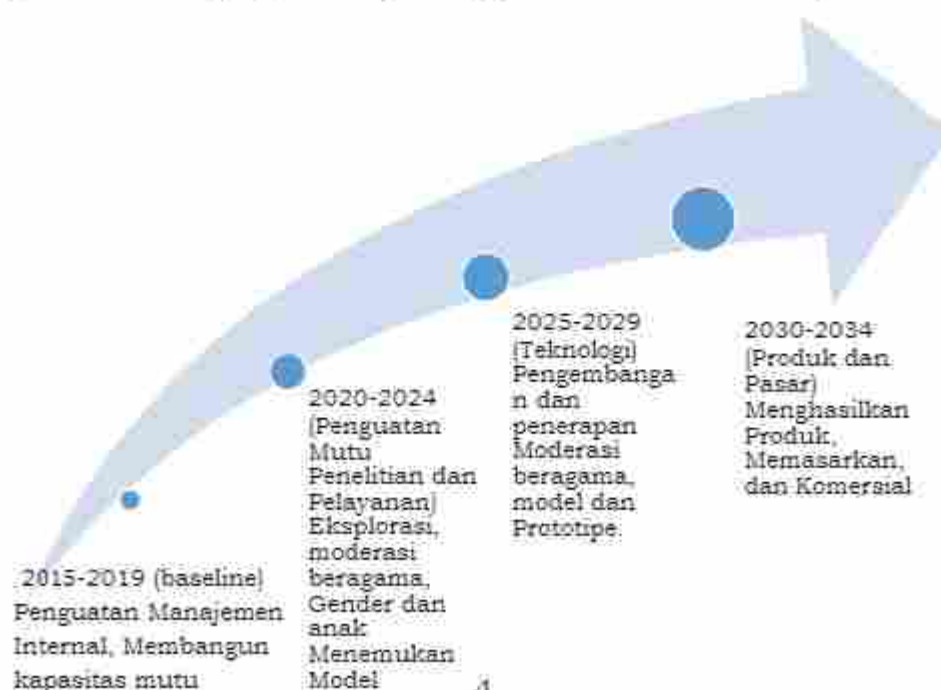 2015-2019 (baseline)
Penguatan Manajemen
Internal, Membangun
kapasitas mutu
2020-2024
(Penguatan
Mutu
Penelitian dan
Pelayanan)
Eksplorasi,
moderasi
beragama,
Gender dan
anak
Menemukan
Model
2025-2029
(Teknologi)
Pengembanga
n dan
penerapan
Moderasi
beragama,
model dan
Prototipe.
2030-2034
(Produk dan
Pasar)
Menghasilkan
Produk,
Memasarkan,
dan Komersial